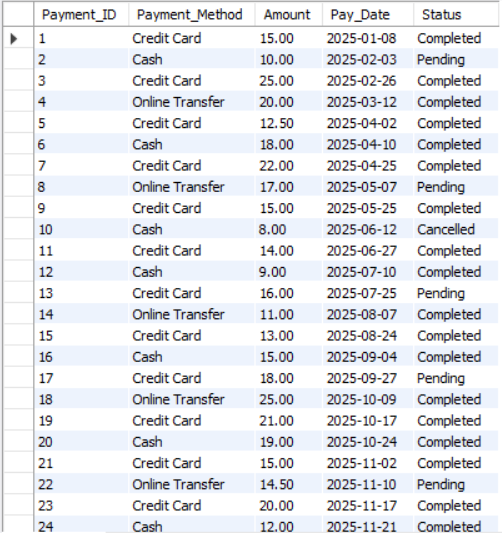 Payment_ID Payment_Method Amount Pay_Date Status
1 Credit Card 15.00 2025-01-08 Completed
2 Cash 10.00 2025-02-03 Pending
3 Credit Card 25.00 2025-02-26 Completed
4 Online Transfer 20.00 2025-03-12 Completed
5 Credit Card 12.50 2025-04-02 Completed
6 Cash 18.00 2025-04-10 Completed
7 Credit Card 22.00 2025-04-25 Completed
8 Online Transfer 17.00 2025-05-07 Pending
9 Credit Card 15.00 2025-05-25 Completed
10 Cash 8.00 2025-06-12 Cancelled
11 Credit Card 14.00 2025-06-27 Completed
12 Cash 9.00 2025-07-10 Completed
13 Credit Card 16.00 2025-07-25 Pending
14 Online Transfer 11.00 2025-08-07 Completed
15 Credit Card 13.00 2025-08-24 Completed
16 Cash 15.00 2025-09-04 Completed
17 Credit Card 18.00 2025-09-27 Pending
18 Online Transfer 25.00 2025-10-09 Completed
19 Credit Card 21.00 2025-10-17 Completed
20 Cash 19.00 2025-10-24 Completed
21 Credit Card 15.00 2025-11-02 Completed
22 Online Transfer 14.50 2025-11-10 Pending
23 Credit Card 20.00 2025-11-17 Completed
24 Cash 12.00 2025-11-21 Completed